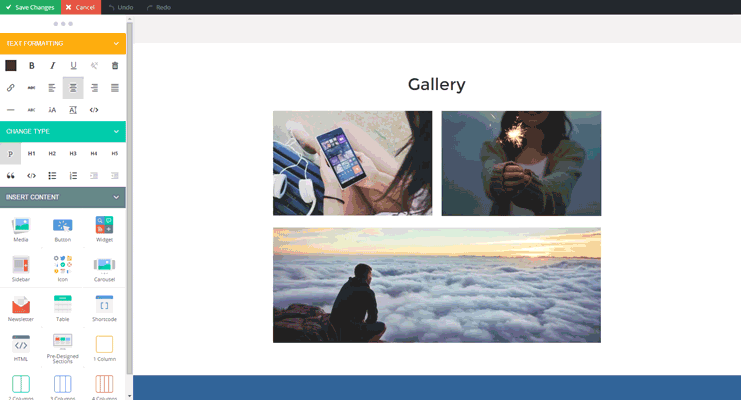 Save Changes Cancel Undo Redo
TEXT FORMATTING
B I U
ABC
ABC A A
CHANGE TYPE
P H1 H2 H3 H4 H5
INSERT CONTENT
Media Button Widget
Sidebar Icon Carousel
Newsletter Table Shortcode
HTML Pre-Designed Sections 1 Column
2 Columns 3 Columns 4 Columns
Gallery